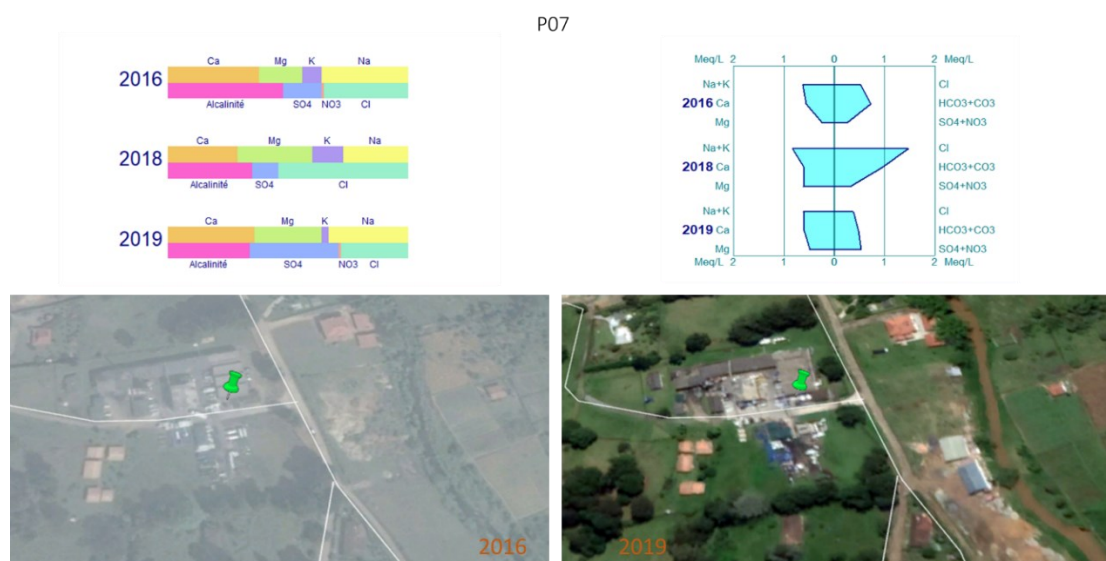 P07
Ca Mg K Na
2016
Alcalinité SO4 NO3 Cl
Ca Mg K Na
2018
Alcalinité SO4 Cl
Ca Mg K Na
2019
Alcalinité SO4 NO3 Cl
Meq/L 2 1 0 1 2 Meq/L
Na+K Cl
2016 Ca HCO3+CO3
Mg SO4+NO3
Na+K Cl
2018 Ca HCO3+CO3
Mg SO4+NO3
Na+K Cl
2019 Ca HCO3+CO3
Mg SO4+NO3
Meq/L 2 1 0 1 2 Meq/L
2016
2019